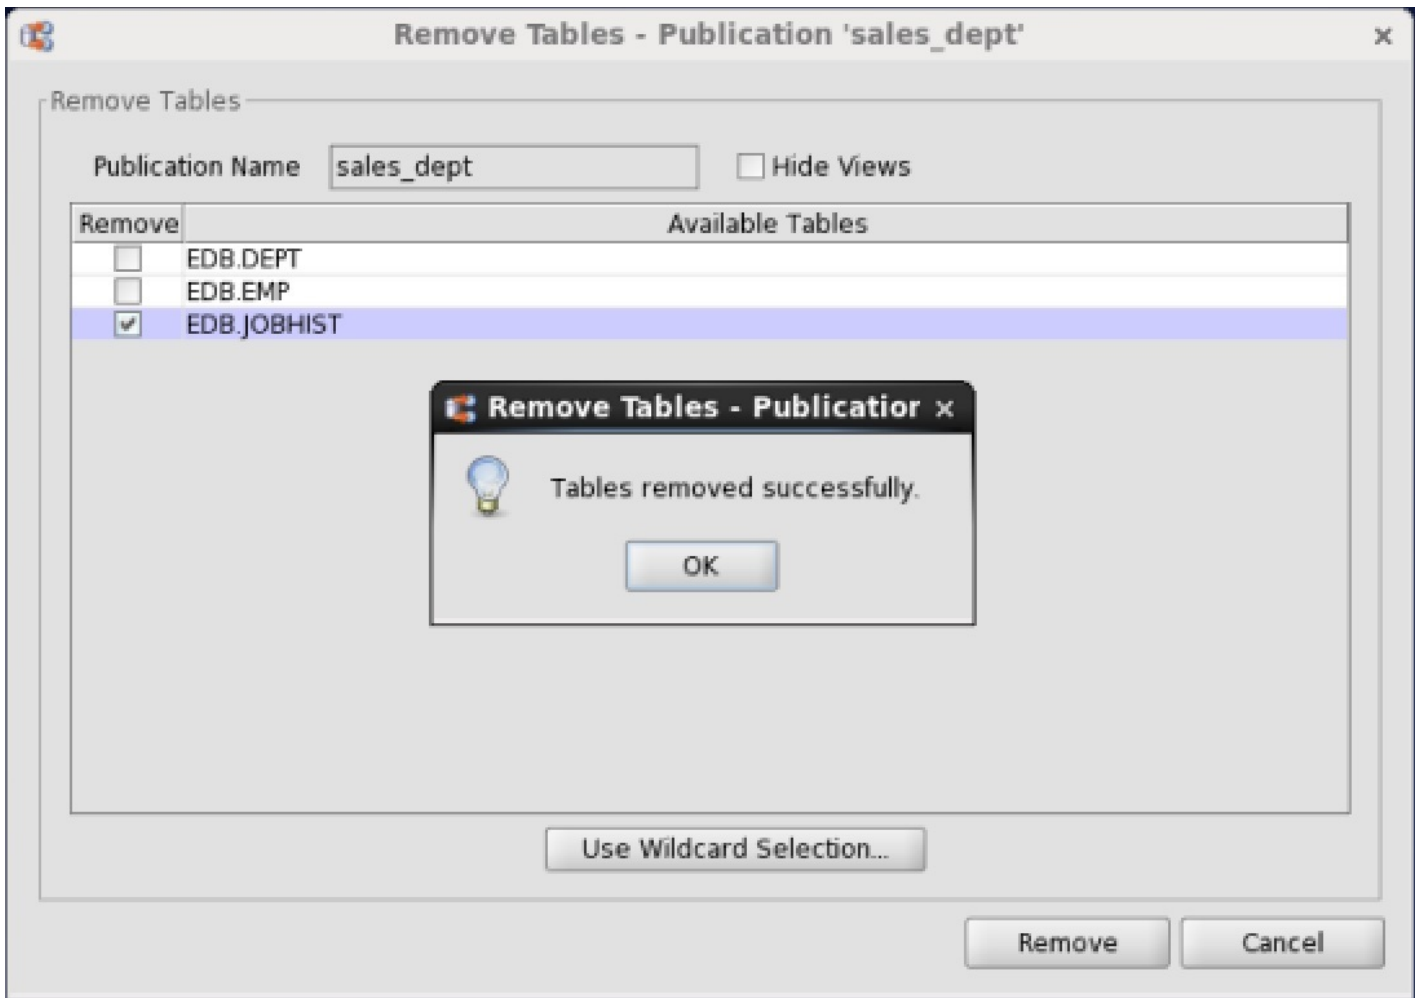 Remove Tables - Publication 'sales_dept'
Remove Tables
Publication Name sales_dept Hide Views
Remove Available Tables
EDB.DEPT
EDB.EMP
EDB.JOBHIST
Remove Tables - Publication
Tables removed successfully.
OK
Use Wildcard Selection...
Remove Cancel